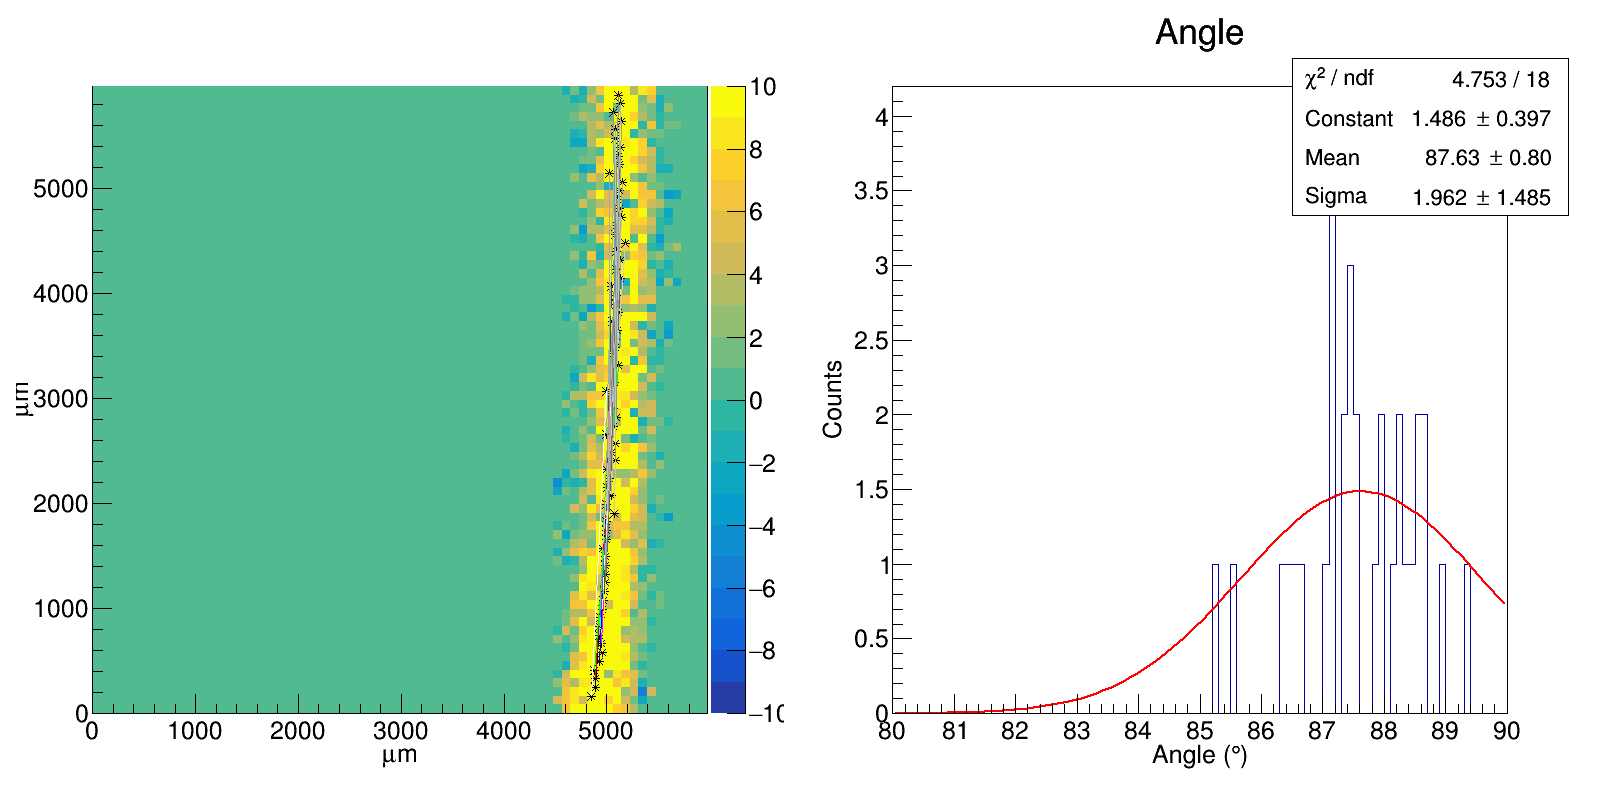 Angle
χ² / ndf 4.753 / 18
Constant 1.486 ± 0.397
Mean 87.63 ± 0.80
Sigma 1.962 ± 1.485
10
8
6
4
2
0
−2
−4
−6
−8
−10
5000
4000
3000
2000
1000
0
μm
0 1000 2000 3000 4000 5000
μm
4
3.5
3
2.5
2
1.5
1
0.5
0
Counts
80 81 82 83 84 85 86 87 88 89 90
Angle (°)